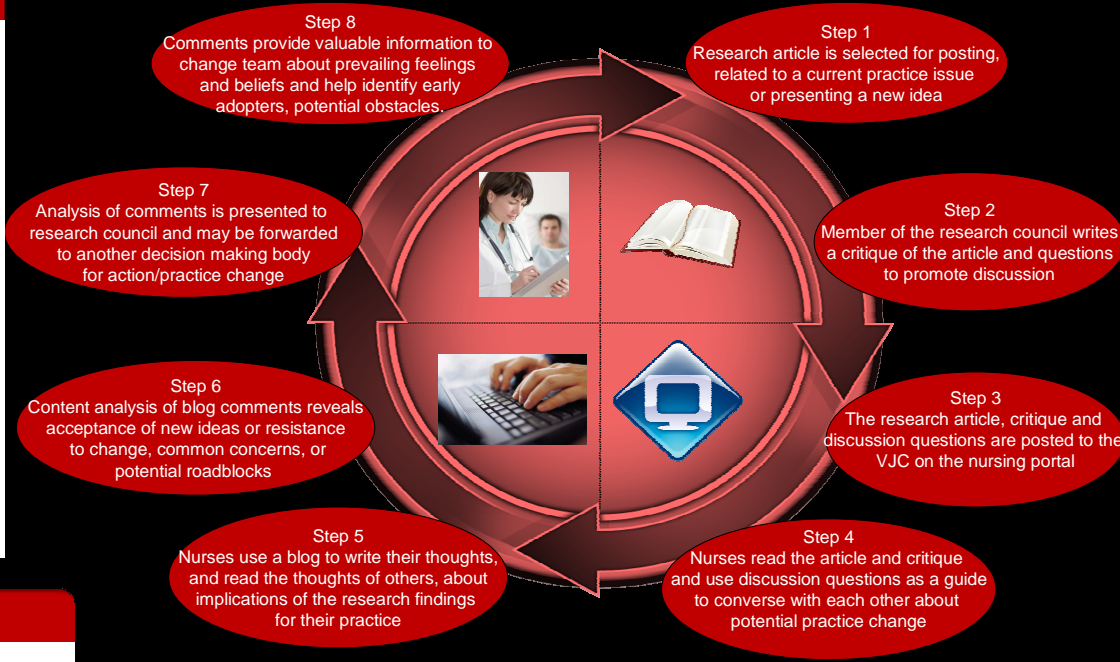 Step 1
Research article is selected for posting,
related to a current practice issue
or presenting a new idea
Step 2
Member of the research council writes
a critique of the article and questions
to promote discussion
Step 3
The research article, critique and
discussion questions are posted to the
VJC on the nursing portal
Step 4
Nurses read the article and critique
and use discussion questions as a guide
to converse with each other about
potential practice change
Step 5
Nurses use a blog to write their thoughts,
and read the thoughts of others, about
implications of the research findings
for their practice
Step 6
Content analysis of blog comments reveals
acceptance of new ideas or resistance
to change, common concerns, or
potential roadblocks
Step 7
Analysis of comments is presented to
research council and may be forwarded
to another decision making body
for action/practice change
Step 8
Comments provide valuable information to
change team about prevailing feelings
and beliefs and help identify early
adopters, potential obstacles.